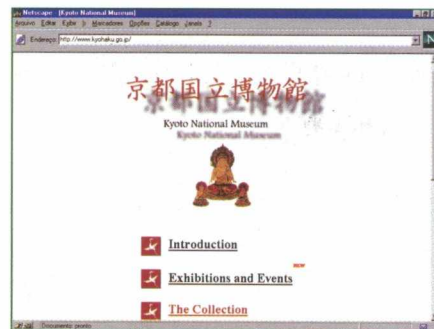 Netscape - [Kyoto National Museum]
Arquivo Editar Exibir Ir Marcadores Opções Catálogo Janela ?
Endereço: http://www.kyohaku.go.jp/
N
京都国立博物館
Kyoto National Museum
Kyoto National Museum
Introduction
NEW
Exhibitions and Events
The Collection
Documento: pronto